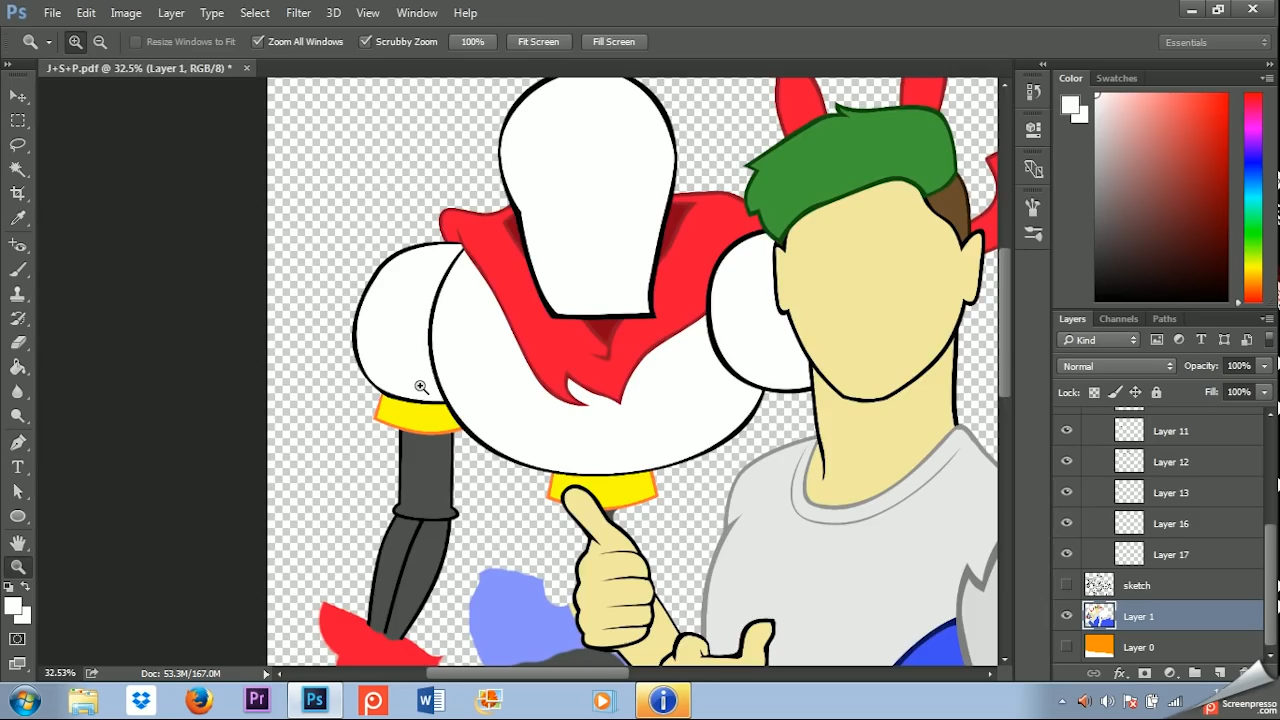 Ps File Edit Image Layer Type Select Filter 3D View Window Help
Resize Windows to Fit Zoom All Windows Scrubby Zoom 100% Fit Screen Fill Screen Essentials
J+S+P.pdf @ 32.5% (Layer 1, RGB/8) * ×
Color Swatches
Layers Channels Paths
Kind
Normal Opacity: 100%
Lock: Fill: 100%
Layer 11
Layer 12
Layer 13
Layer 16
Layer 17
sketch
Layer 1
Layer 0
32.53% Doc: 53.3M/167.0M
Pr Ps
Screenpresso
.com